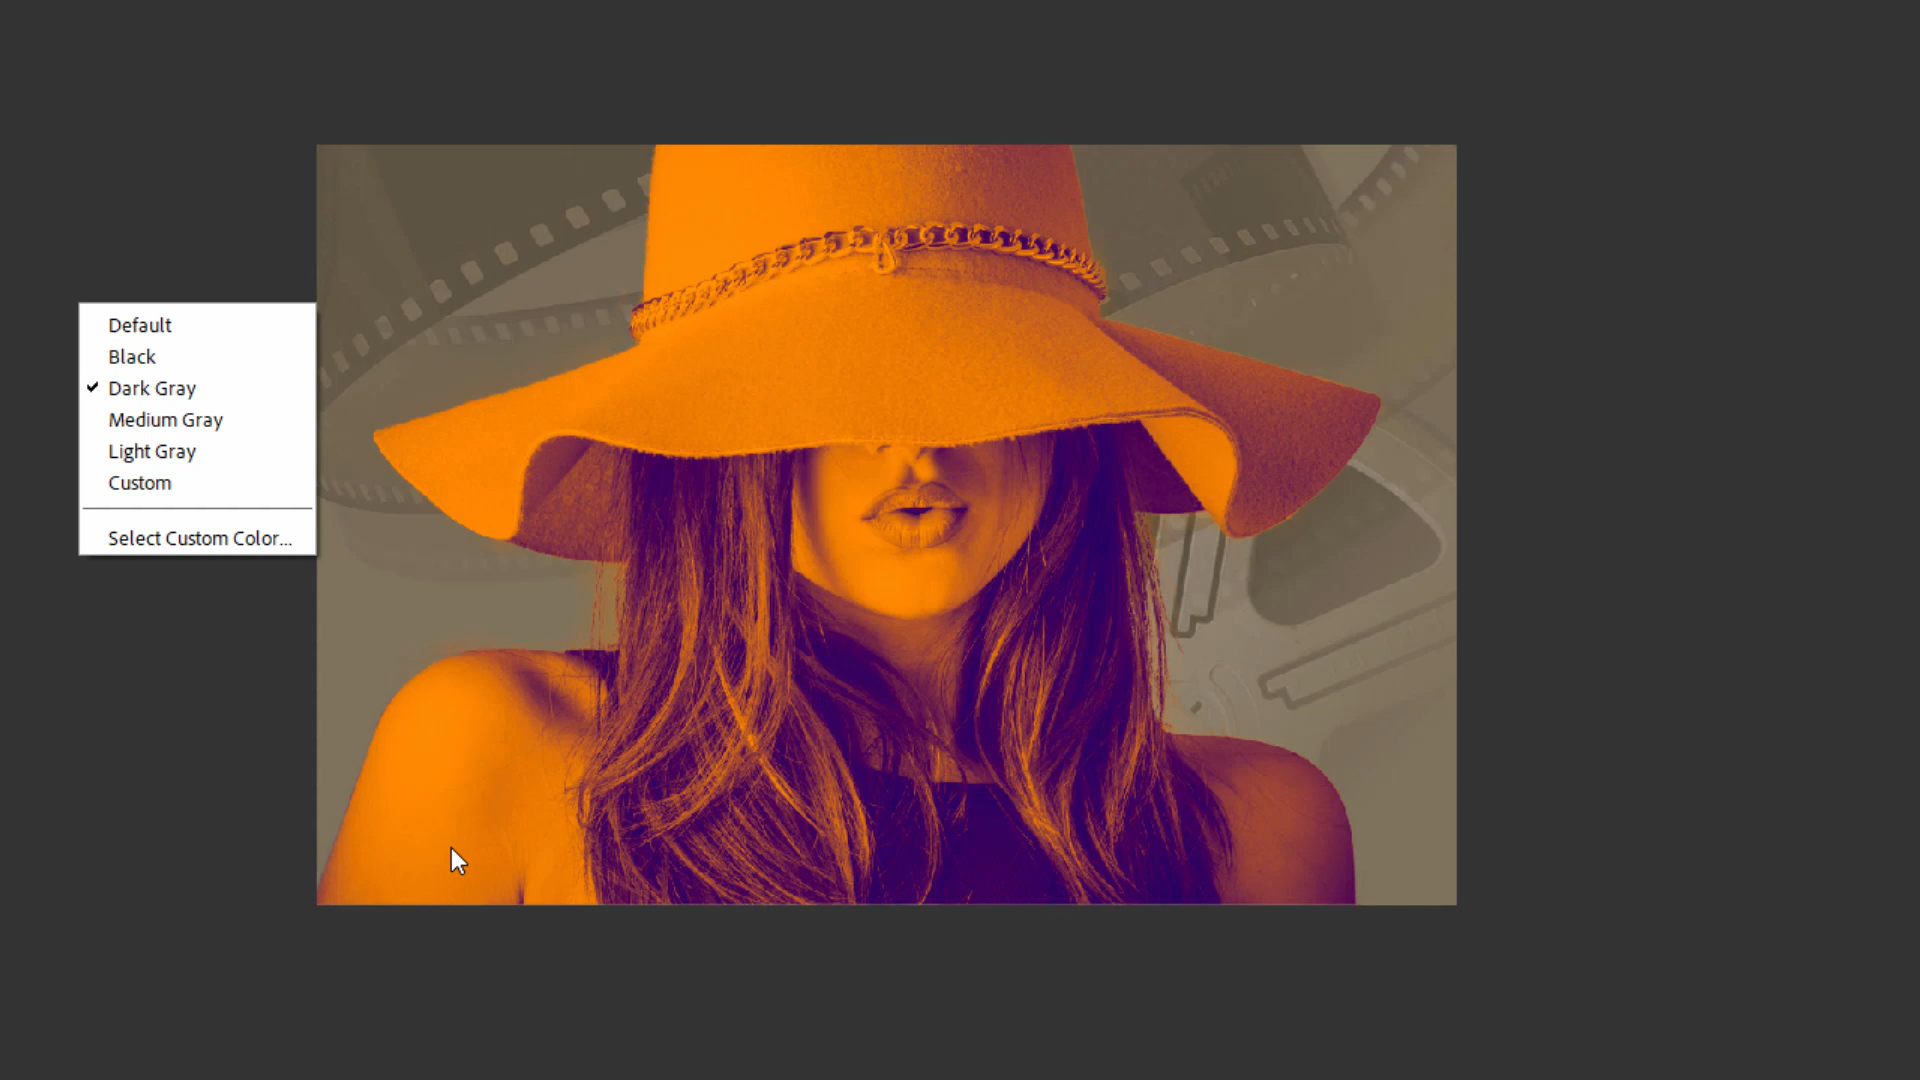 Default
Black
Dark Gray
Medium Gray
Light Gray
Custom
Select Custom Color...